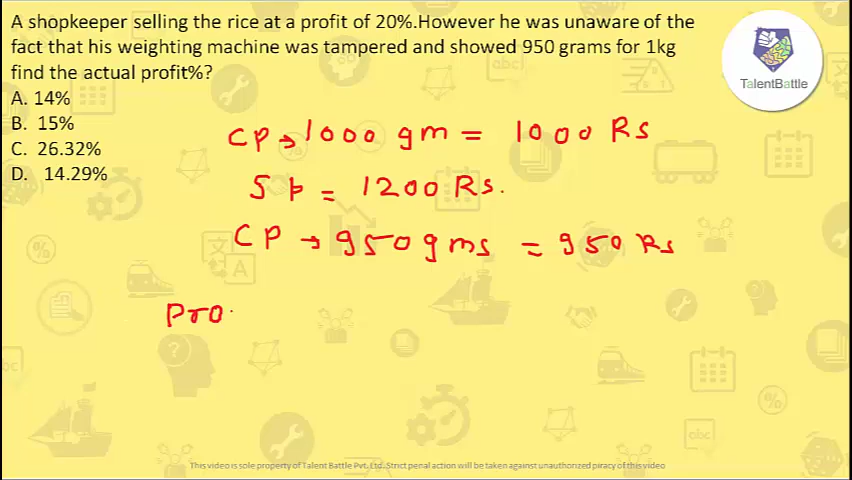 A shopkeeper selling the rice at a profit of 20%.However he was unaware of the
fact that his weighting machine was tampered and showed 950 grams for 1kg
find the actual profit%?
A. 14%
B. 15%
C. 26.32%
D. 14.29%
TalentBattle
CP → 1000 gm = 1000 Rs
SP = 1200 Rs.
CP → 950 gms = 950 Rs
Pro
This video is sole property of Talent Battle Pvt. Ltd. Strict penal action will be taken against unauthorized piracy of this video